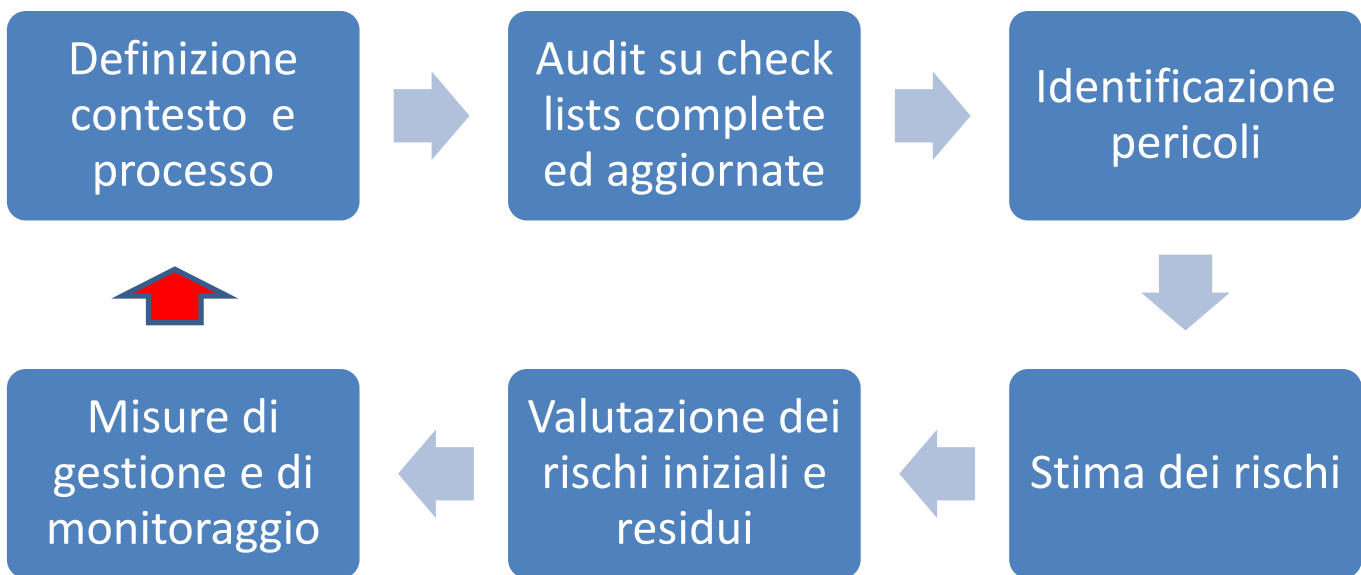 Definizione
contesto e
processo
Audit su check
lists complete
ed aggiornate
Identificazione
pericoli
Stima dei rischi
Valutazione dei
rischi iniziali e
residui
Misure di
gestione e di
monitoraggio